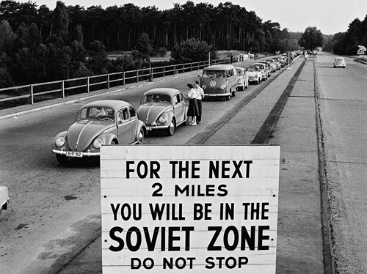 FOR THE NEXT
2 MILES
YOU WILL BE IN THE
SOVIET ZONE
DO NOT STOP